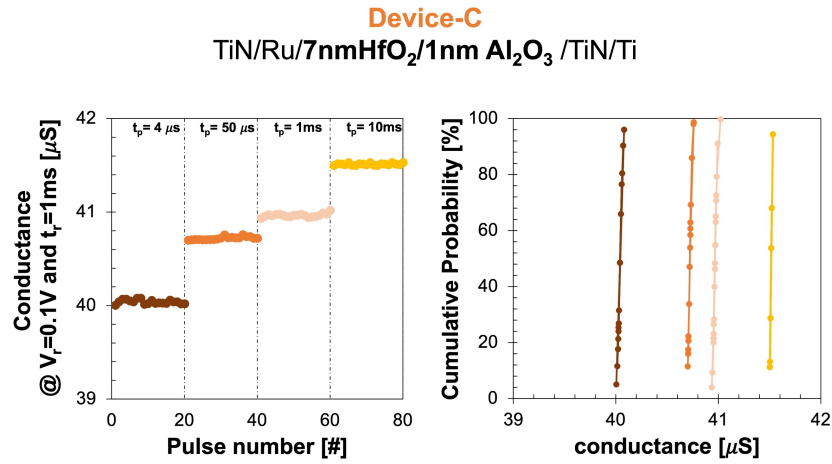 Device-C
TiN/Ru/7nmHfO₂/1nm Al₂O₃ /TiN/Ti
Conductance
@ Vᵣ=0.1V and tᵣ=1ms [μS]
42
41
40
39
tₚ= 4 μs
tₚ= 50 μs
tₚ= 1ms
tₚ= 10ms
0
20
40
60
80
Pulse number [#]
Cumulative Probability [%]
100
80
60
40
20
0
39
40
41
42
conductance [μS]